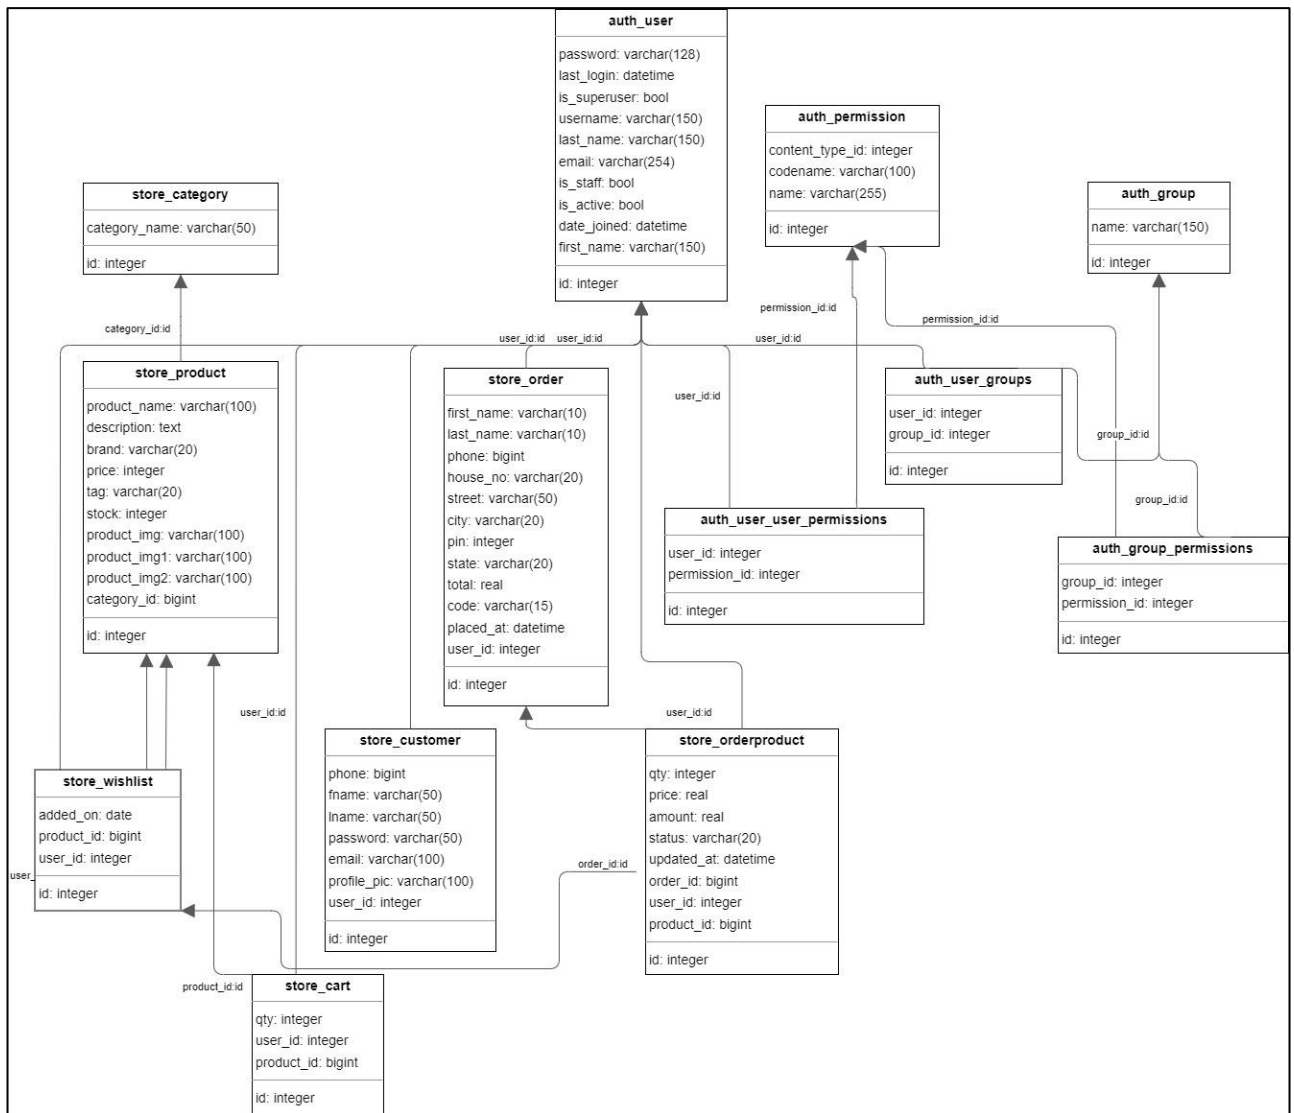 auth_user
password: varchar(128)
last_login: datetime
is_superuser: bool
username: varchar(150)
last_name: varchar(150)
email: varchar(254)
is_staff: bool
is_active: bool
date_joined: datetime
first_name: varchar(150)
id: integer
auth_permission
content_type_id: integer
codename: varchar(100)
name: varchar(255)
id: integer
store_category
category_name: varchar(50)
id: integer
auth_group
name: varchar(150)
id: integer
permission_id:id
permission_id:id
category_id:id
user_id:id
user_id:id
user_id:id
store_product
product_name: varchar(100)
description: text
brand: varchar(20)
price: integer
tag: varchar(20)
stock: integer
product_img: varchar(100)
product_img1: varchar(100)
product_img2: varchar(100)
category_id: bigint
id: integer
store_order
first_name: varchar(10)
last_name: varchar(10)
phone: bigint
house_no: varchar(20)
street: varchar(50)
city: varchar(20)
pin: integer
state: varchar(20)
total: real
code: varchar(15)
placed_at: datetime
user_id: integer
id: integer
user_id:id
auth_user_groups
user_id: integer
group_id: integer
id: integer
group_id:id
group_id:id
auth_user_user_permissions
user_id: integer
permission_id: integer
id: integer
auth_group_permissions
group_id: integer
permission_id: integer
id: integer
user_id:id
user_id:id
store_wishlist
added_on: date
product_id: bigint
user_id: integer
id: integer
user_
store_customer
phone: bigint
fname: varchar(50)
lname: varchar(50)
password: varchar(50)
email: varchar(100)
profile_pic: varchar(100)
user_id: integer
id: integer
order_id:id
store_orderproduct
qty: integer
price: real
amount: real
status: varchar(20)
updated_at: datetime
order_id: bigint
user_id: integer
product_id: bigint
id: integer
product_id:id
store_cart
qty: integer
user_id: integer
product_id: bigint
id: integer